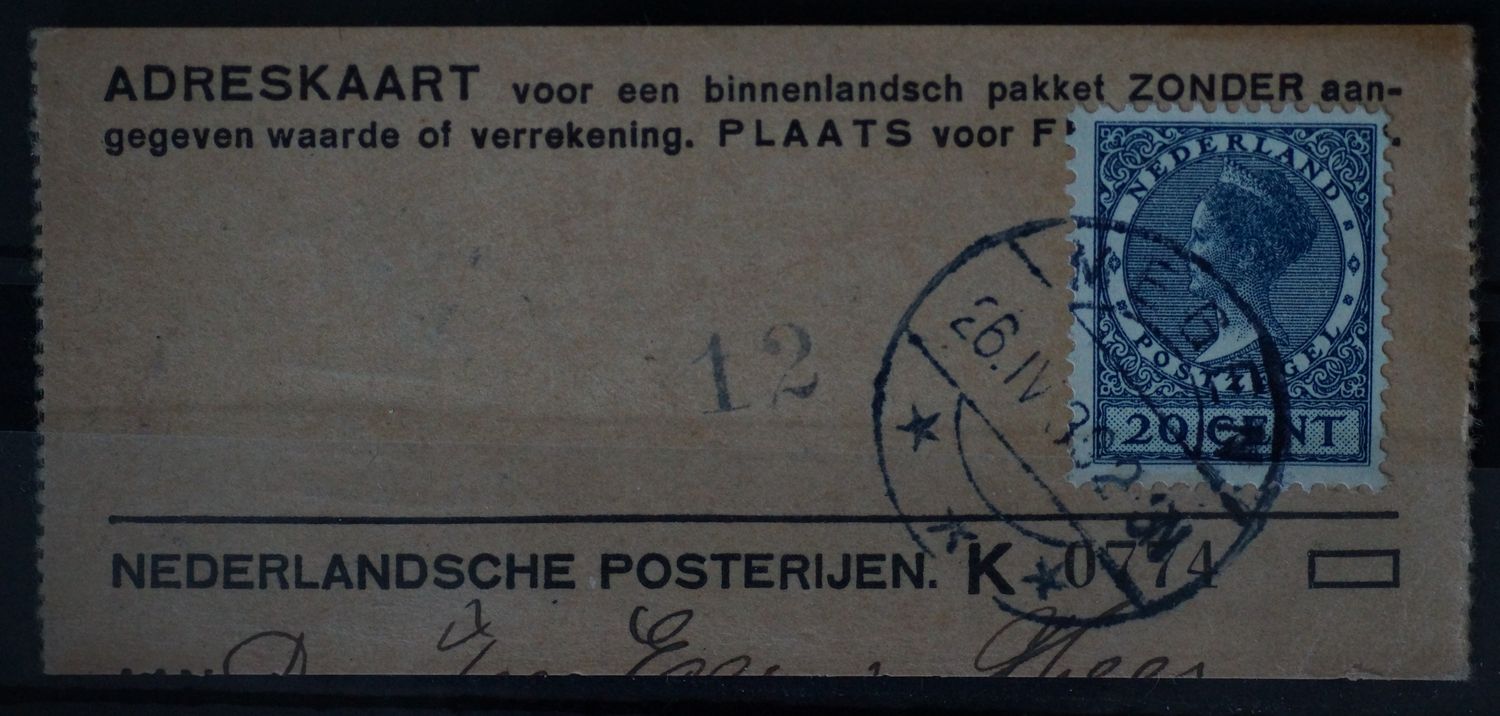 ADRESKAART voor een binnenlandsch pakket ZONDER aan-
gegeven waarde of verrekening. PLAATS voor F
NEDERLAND
POSTZEGEL
20 CENT
MEGEN
26.IV
12
NEDERLANDSCHE POSTERIJEN. K 0774